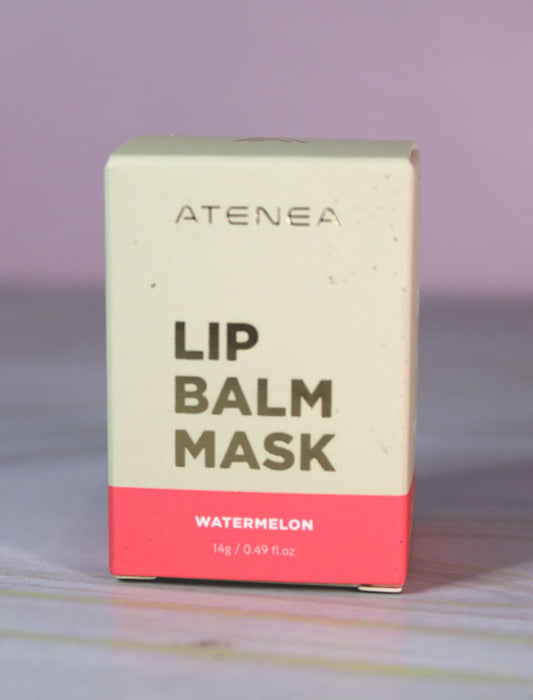 ATENEA
LIP
BALM
MASK
WATERMELON
14g / 0.49 fl.oz